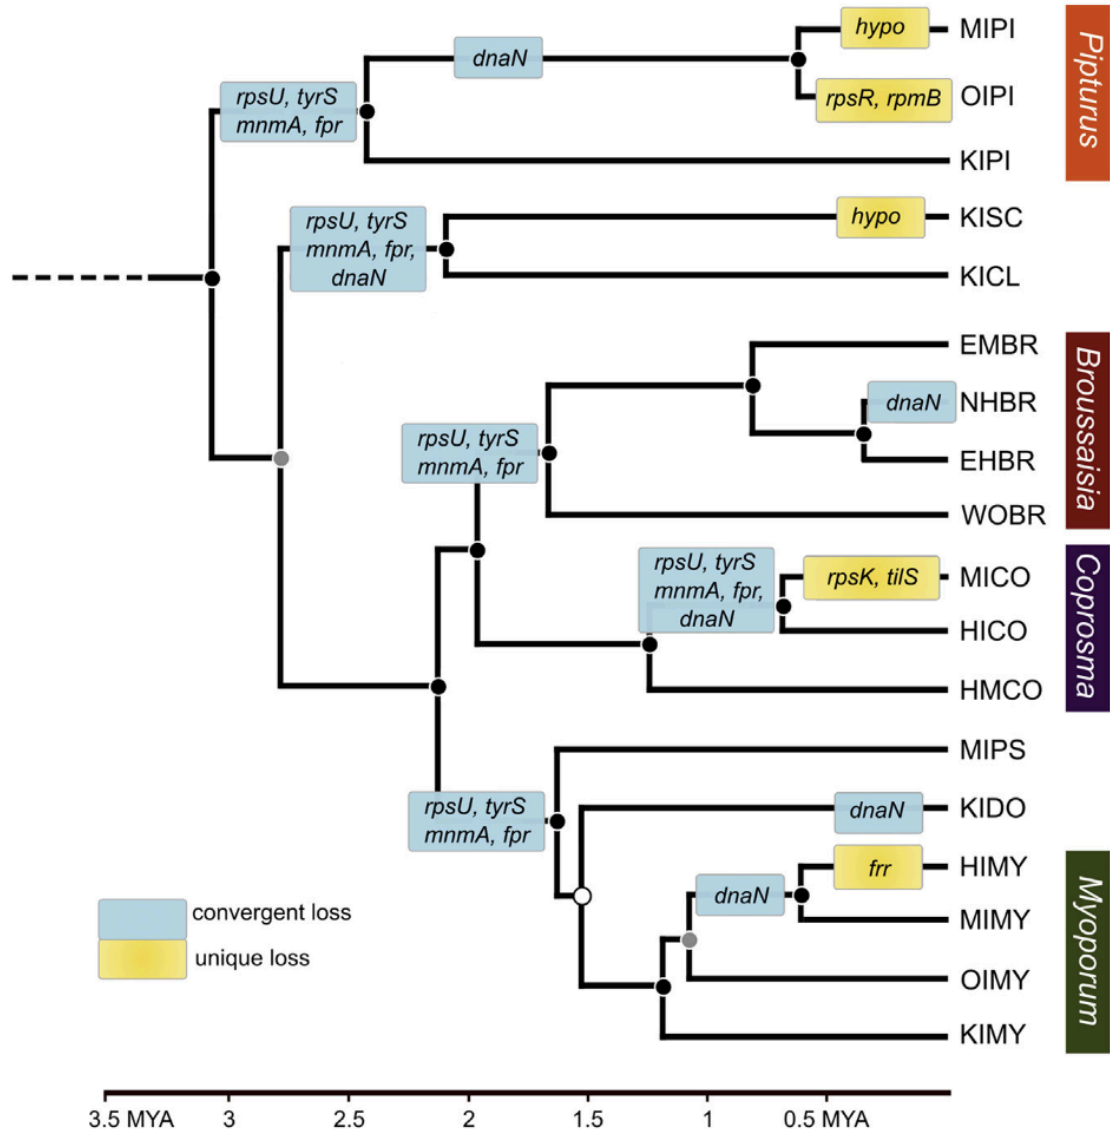 hypo
MIPI
dnaN
rpsR, rpmB
OIPI
rpsU, tyrS
mnmA, fpr
KIPI
Pipturus
hypo
KISC
rpsU, tyrS
mnmA, fpr,
dnaN
KICL
EMBR
dnaN
NHBR
rpsU, tyrS
mnmA, fpr
EHBR
WOBR
Broussaisia
rpsU, tyrS
mnmA, fpr,
dnaN
rpsK, tilS
MICO
HICO
HMCO
Coprosma
MIPS
rpsU, tyrS
mnmA, fpr
dnaN
KIDO
frr
HIMY
dnaN
MIMY
OIMY
KIMY
Myoporum
convergent loss
unique loss
3.5 MYA
3
2.5
2
1.5
1
0.5 MYA